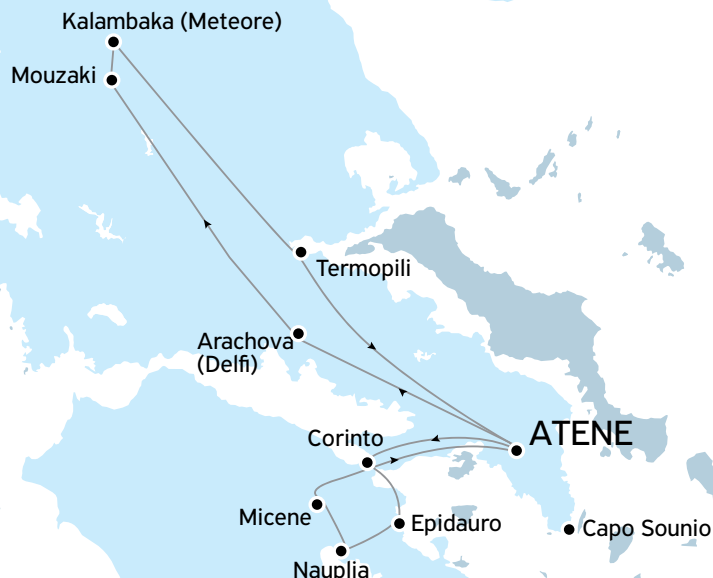 Kalambaka (Meteore)
Mouzaki
Termopili
Arachova
(Delfi)
ATENE
Corinto
Micene
Epidauro
Capo Sounio
Nauplia